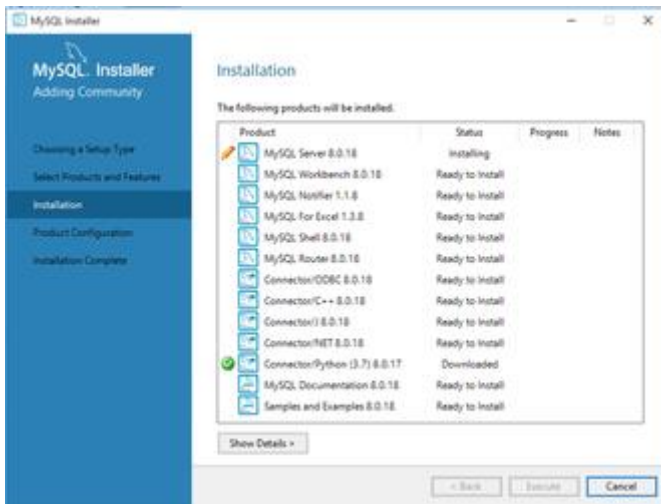 MySQL Installer
MySQL. Installer
Adding Community
Choosing a Setup Type
Select Products and Features
Installation
Product Configuration
Installation Complete
Installation
The following products will be installed.
Product Status Progress Notes
MySQL Server 8.0.18 Installing
MySQL Workbench 8.0.18 Ready to Install
MySQL Notifier 1.1.8 Ready to Install
MySQL For Excel 1.3.8 Ready to Install
MySQL Shell 8.0.18 Ready to Install
MySQL Router 8.0.18 Ready to Install
Connector/ODBC 8.0.18 Ready to Install
Connector/C++ 8.0.18 Ready to Install
Connector/J 8.0.18 Ready to Install
Connector/NET 8.0.18 Ready to Install
Connector/Python (3.7) 8.0.17 Downloaded
MySQL Documentation 8.0.18 Ready to Install
Samples and Examples 8.0.18 Ready to Install
Show Details >
< Back Execute Cancel